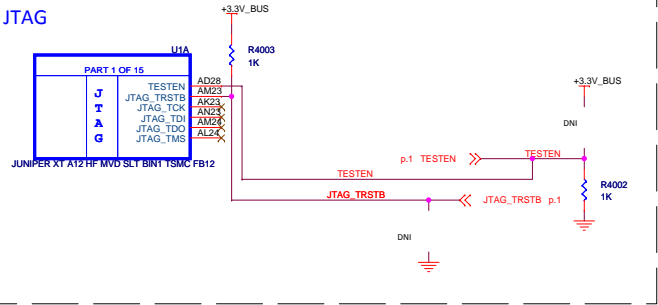 JTAG
+3.3V_BUS
R4003
1K
U1A
PART 1 OF 15
JTAG
TESTEN AD28
JTAG_TRSTB AM23
JTAG_TCK AK23
JTAG_TDI AN23
JTAG_TDO AM24
JTAG_TMS AL24
JUNIPER XT A12 HF MVD SLT BIN1 TSMC FB12
+3.3V_BUS
DNI
p.1 TESTEN
TESTEN
TESTEN
R4002
1K
JTAG_TRSTB
JTAG_TRSTB p.1
DNI